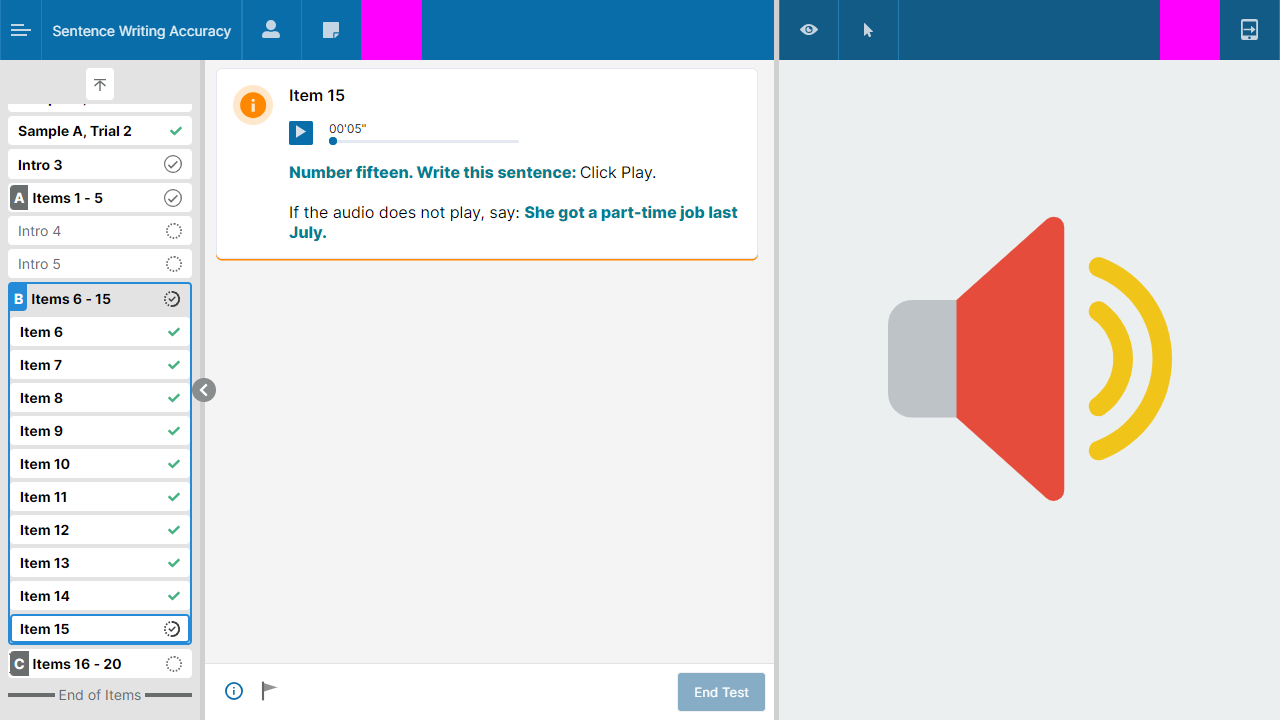 Sentence Writing Accuracy
Sample A, Trial 2
Intro 3
A Items 1 - 5
Intro 4
Intro 5
B Items 6 - 15
Item 6
Item 7
Item 8
Item 9
Item 10
Item 11
Item 12
Item 13
Item 14
Item 15
C Items 16 - 20
End of Items
Item 15
00'05"
Number fifteen. Write this sentence: Click Play.
If the audio does not play, say: She got a part-time job last
July.
End Test